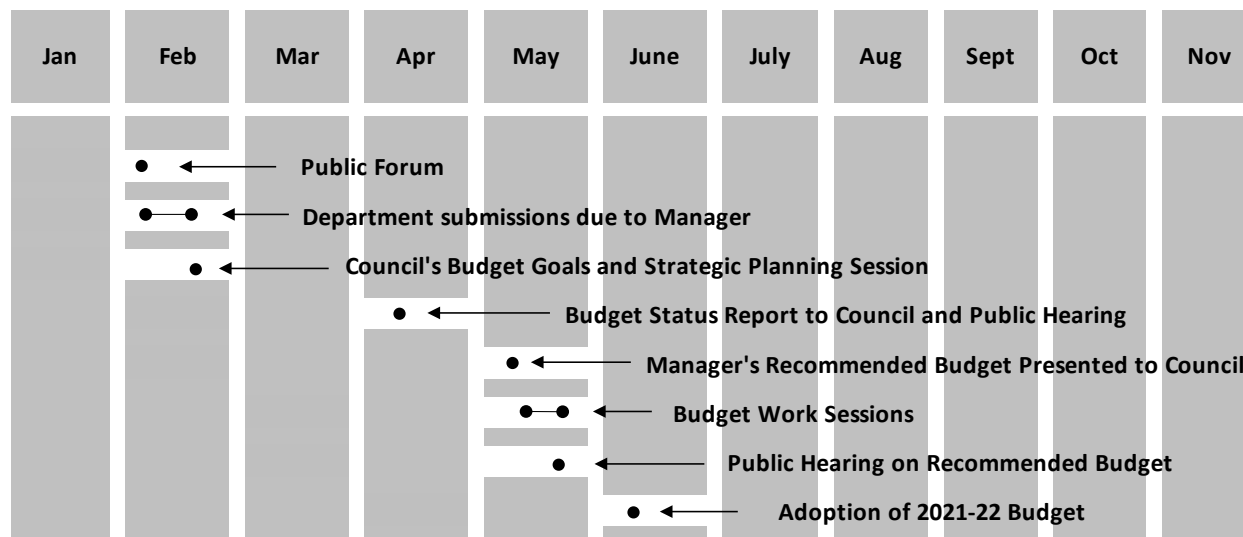 Jan Feb Mar Apr May June July Aug Sept Oct Nov
Public Forum
Department submissions due to Manager
Council's Budget Goals and Strategic Planning Session
Budget Status Report to Council and Public Hearing
Manager's Recommended Budget Presented to Council
Budget Work Sessions
Public Hearing on Recommended Budget
Adoption of 2021-22 Budget